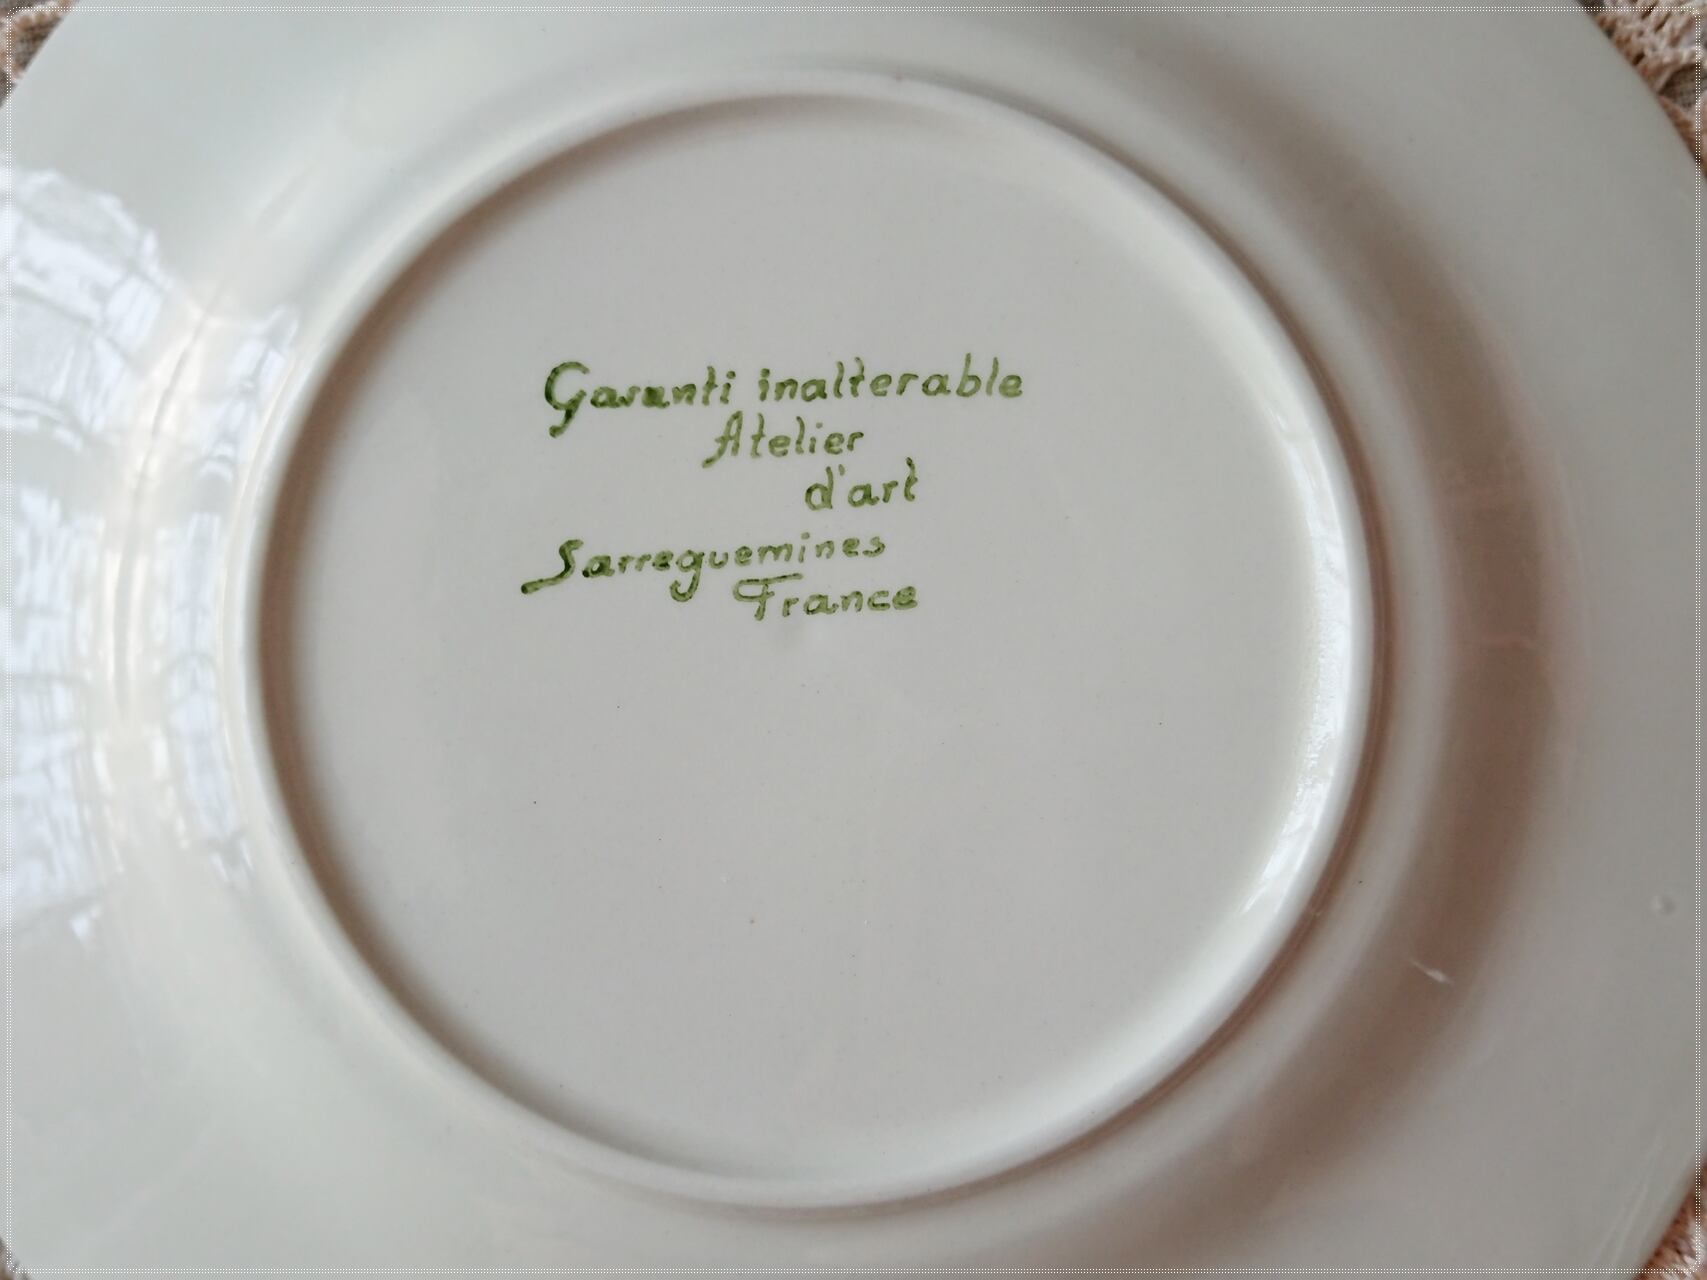 Garanti inalterable
Atelier
d'art
Sarreguemines
France